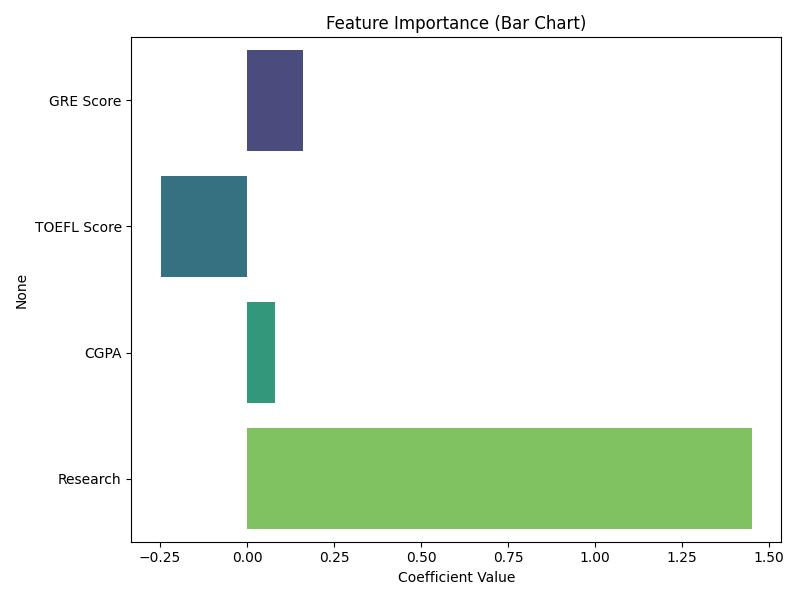 Feature Importance (Bar Chart)
None
GRE Score
TOEFL Score
CGPA
Research
−0.25 0.00 0.25 0.50 0.75 1.00 1.25 1.50
Coefficient Value